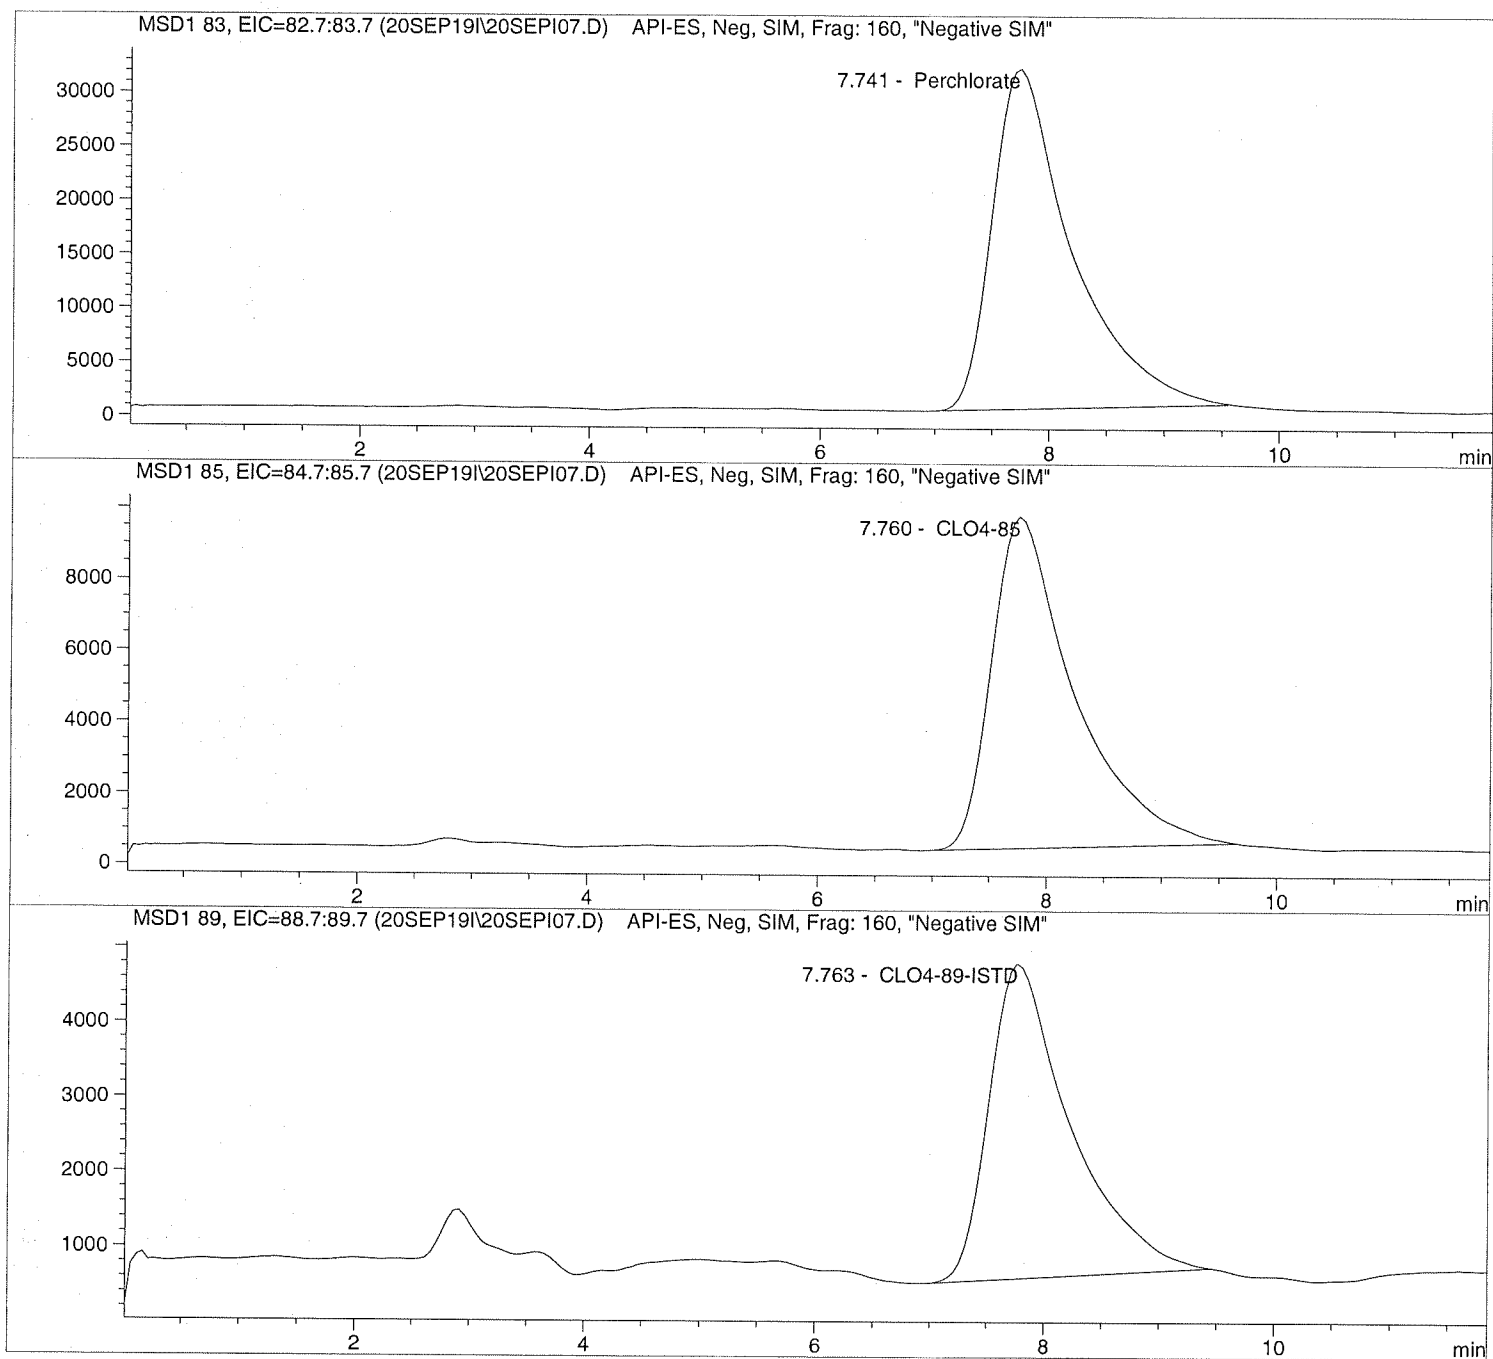 MSD1 83, EIC=82.7:83.7 (20SEP19I\20SEPI07.D) API-ES, Neg, SIM, Frag: 160, "Negative SIM"
7.741 - Perchlorate
30000
25000
20000
15000
10000
5000
0
2 4 6 8 10 min
MSD1 85, EIC=84.7:85.7 (20SEP19I\20SEPI07.D) API-ES, Neg, SIM, Frag: 160, "Negative SIM"
7.760 - CLO4-85
8000
6000
4000
2000
0
2 4 6 8 10 min
MSD1 89, EIC=88.7:89.7 (20SEP19I\20SEPI07.D) API-ES, Neg, SIM, Frag: 160, "Negative SIM"
7.763 - CLO4-89-ISTD
4000
3000
2000
1000
2 4 6 8 10 min